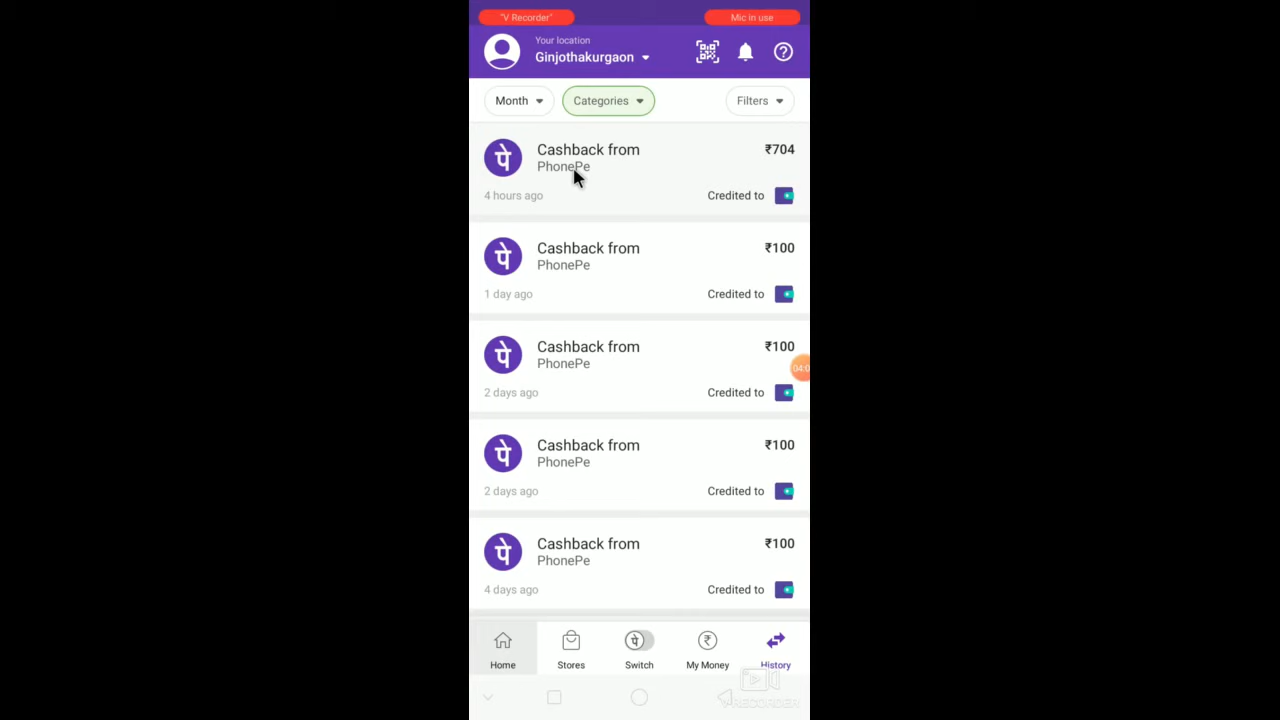 "V Recorder"
Mic in use
Your location
Ginjothakurgaon
Month
Categories
Filters
पे
Cashback from
₹704
PhonePe
4 hours ago
Credited to
पे
Cashback from
₹100
PhonePe
1 day ago
Credited to
पे
Cashback from
₹100
PhonePe
04:0
2 days ago
Credited to
पे
Cashback from
₹100
PhonePe
2 days ago
Credited to
पे
Cashback from
₹100
PhonePe
4 days ago
Credited to
पे
₹
Home
Stores
Switch
My Money
History
RECORDER